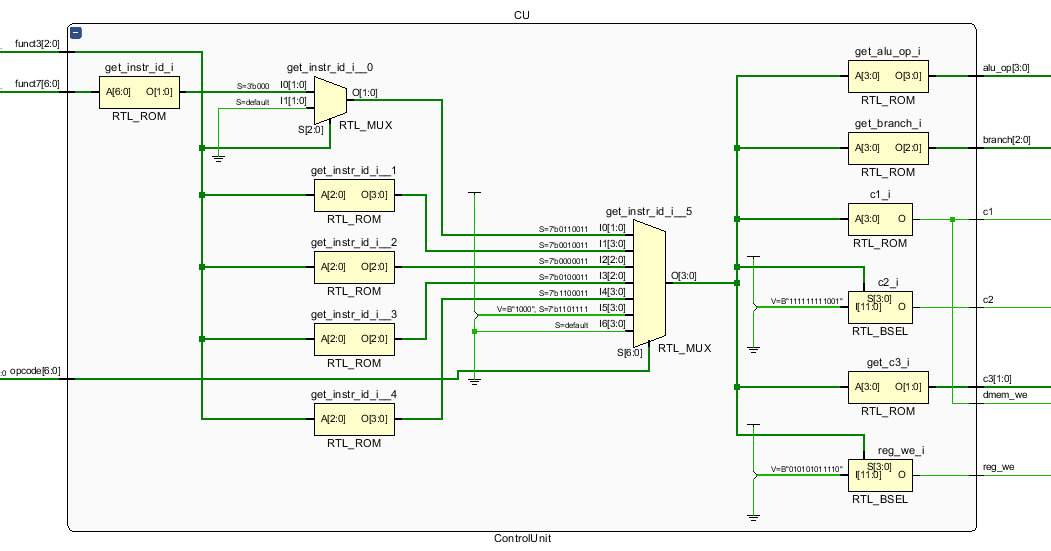 CU
funct3[2:0]
get_instr_id_i
get_instr_id_i__0
get_alu_op_i
funct7[6:0]
A[6:0] O[1:0]
RTL_ROM
S=3'b000 I0[1:0]
S=default I1[1:0]
O[1:0]
S[2:0]
RTL_MUX
A[3:0] O[3:0]
RTL_ROM
alu_op[3:0]
get_branch_i
A[3:0] O[2:0]
RTL_ROM
branch[2:0]
get_instr_id_i__1
A[2:0] O[3:0]
RTL_ROM
c1_i
A[3:0] O
RTL_ROM
c1
get_instr_id_i__5
S=7'b0110011 I0[1:0]
S=7'b0010011 I1[3:0]
S=7'b0000011 I2[2:0]
S=7'b0100011 I3[2:0]
S=7'b1100011 I4[3:0]
V=B"1000", S=7'b1101111 I5[3:0]
S=default I6[3:0]
O[3:0]
S[6:0]
RTL_MUX
get_instr_id_i__2
A[2:0] O[2:0]
RTL_ROM
c2_i
S[3:0]
V=B"111111111001" I[11:0] O
RTL_BSEL
c2
get_instr_id_i__3
A[2:0] O[2:0]
RTL_ROM
:0 opcode[6:0]
get_c3_i
A[3:0] O[1:0]
RTL_ROM
c3[1:0]
dmem_we
get_instr_id_i__4
A[2:0] O[3:0]
RTL_ROM
reg_we_i
S[3:0]
V=B"010101011110" I[11:0] O
RTL_BSEL
reg_we
ControlUnit